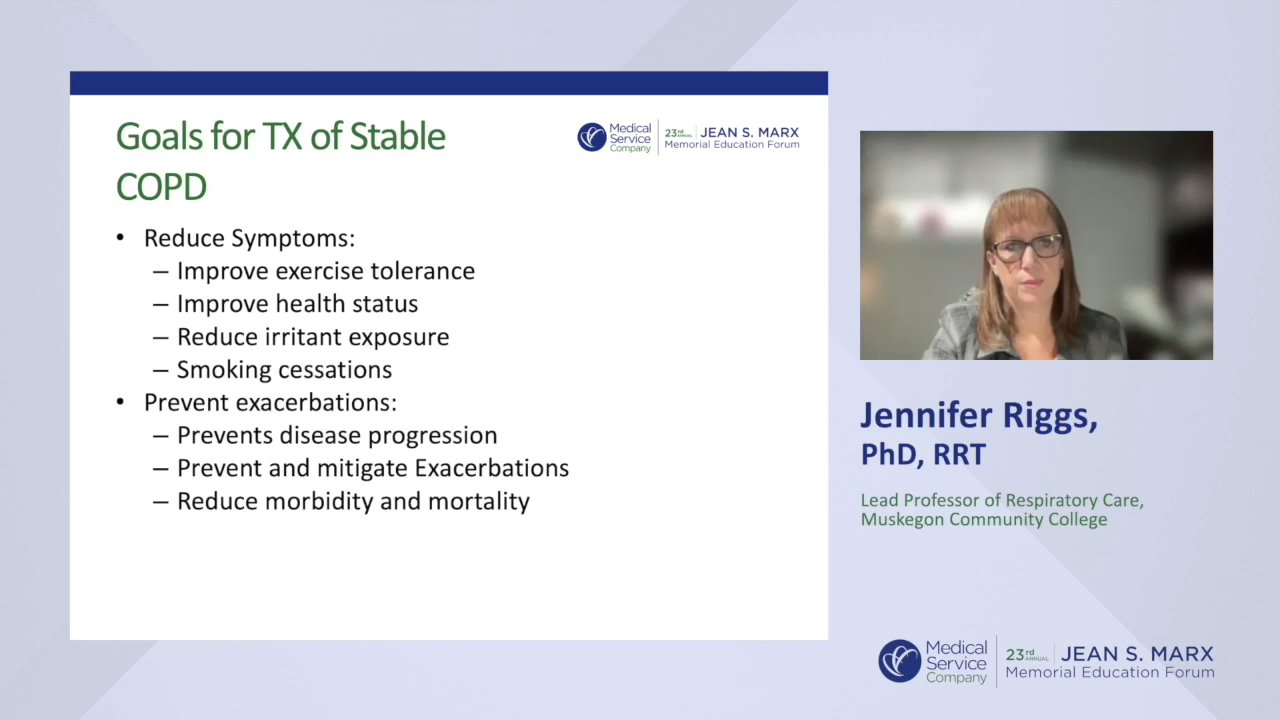 Goals for TX of Stable
COPD
Medical
Service
Company
23rd
ANNUAL
JEAN S. MARX
Memorial Education Forum
• Reduce Symptoms:
– Improve exercise tolerance
– Improve health status
– Reduce irritant exposure
– Smoking cessations
• Prevent exacerbations:
– Prevents disease progression
– Prevent and mitigate Exacerbations
– Reduce morbidity and mortality
Jennifer Riggs,
PhD, RRT
Lead Professor of Respiratory Care,
Muskegon Community College
Medical
Service
Company
23rd
ANNUAL
JEAN S. MARX
Memorial Education Forum